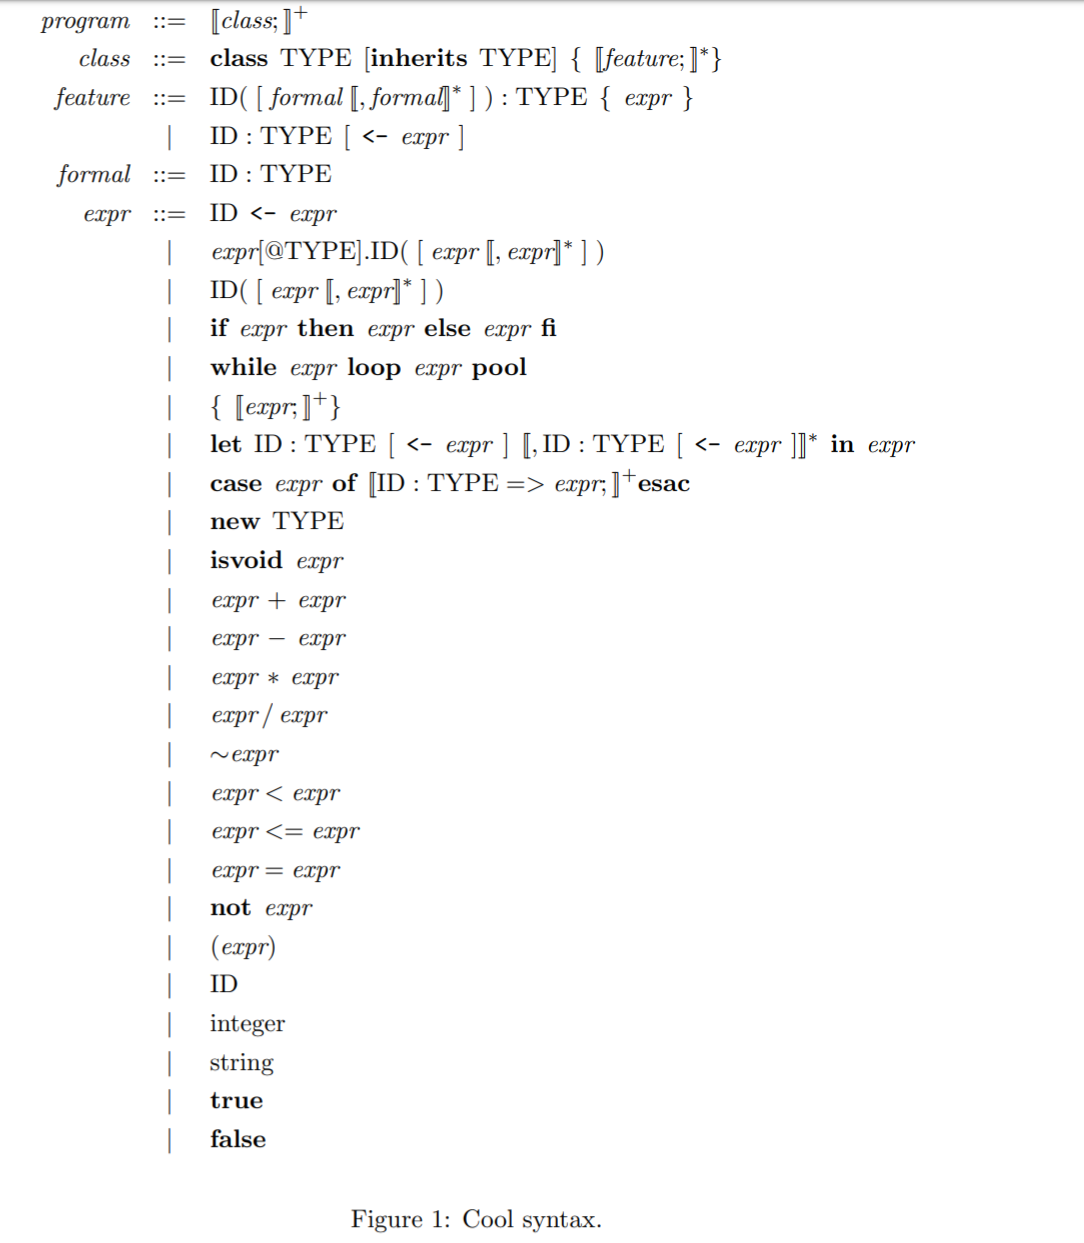 program ::= ⟦class;⟧⁺
class ::= class TYPE [inherits TYPE] { ⟦feature;⟧*}
feature ::= ID( [ formal ⟦, formal⟧* ] ) : TYPE { expr }
| ID : TYPE [ <- expr ]
formal ::= ID : TYPE
expr ::= ID <- expr
| expr[@TYPE].ID( [ expr ⟦, expr⟧* ] )
| ID( [ expr ⟦, expr⟧* ] )
| if expr then expr else expr fi
| while expr loop expr pool
| { ⟦expr;⟧⁺}
| let ID : TYPE [ <- expr ] ⟦, ID : TYPE [ <- expr ]⟧* in expr
| case expr of ⟦ID : TYPE => expr;⟧⁺esac
| new TYPE
| isvoid expr
| expr + expr
| expr − expr
| expr ∗ expr
| expr / expr
| ∼expr
| expr < expr
| expr <= expr
| expr = expr
| not expr
| (expr)
| ID
| integer
| string
| true
| false
Figure 1: Cool syntax.